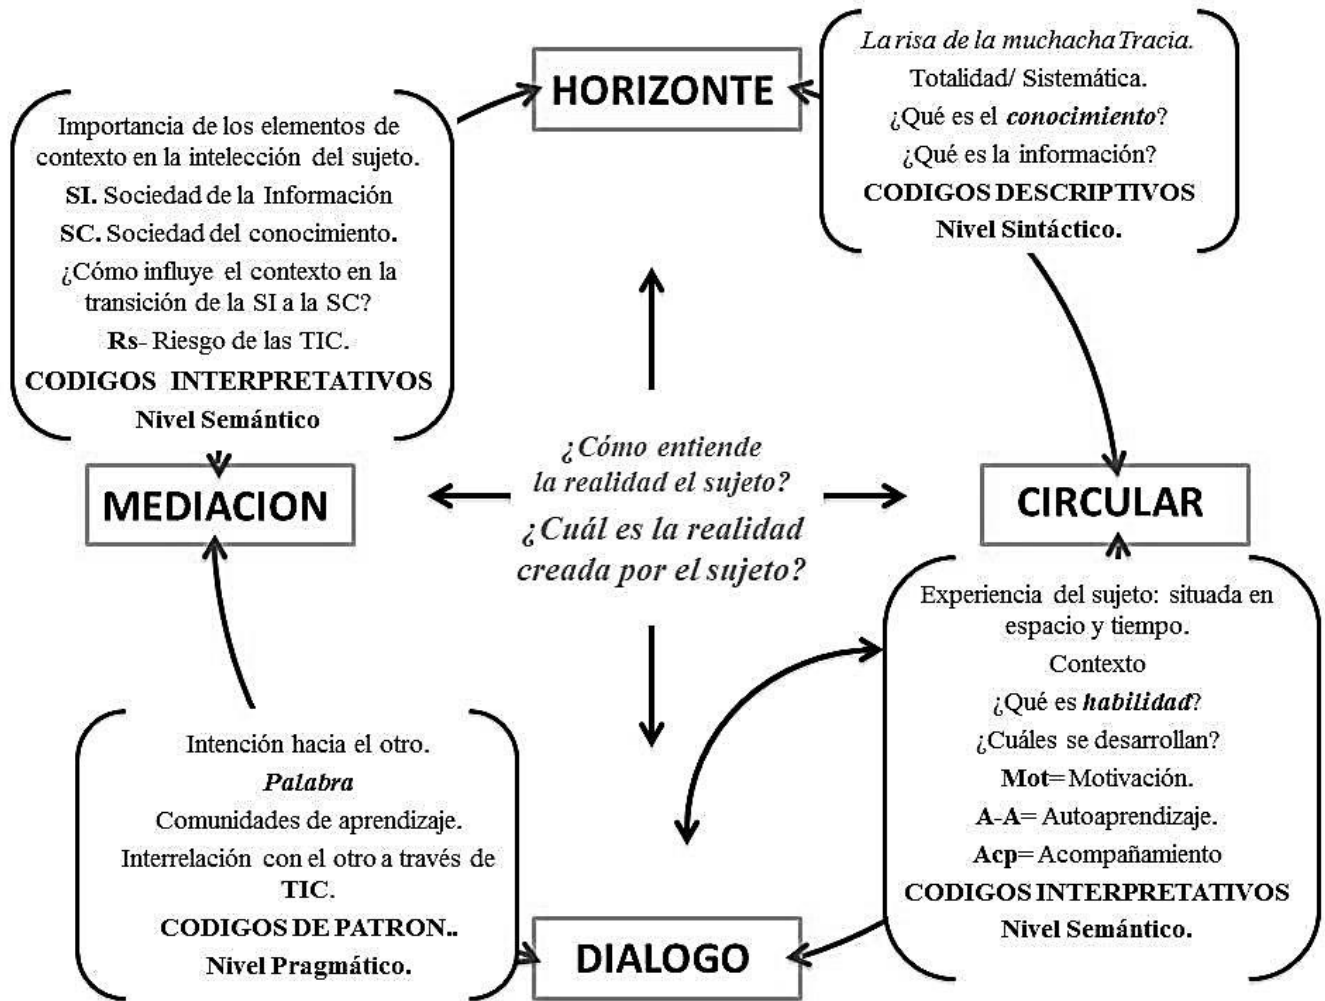 HORIZONTE
La risa de la muchacha Tracia.
Totalidad/ Sistemática.
¿Qué es el conocimiento?
¿Qué es la información?
CODIGOS DESCRIPTIVOS
Nivel Sintáctico.
Importancia de los elementos de
contexto en la intelección del sujeto.
SI. Sociedad de la Información
SC. Sociedad del conocimiento.
¿Cómo influye el contexto en la
transición de la SI a la SC?
Rs- Riesgo de las TIC.
CODIGOS INTERPRETATIVOS
Nivel Semántico
MEDIACION
¿Cómo entiende
la realidad el sujeto?
¿Cuál es la realidad
creada por el sujeto?
CIRCULAR
Experiencia del sujeto: situada en
espacio y tiempo.
Contexto
¿Qué es habilidad?
¿Cuáles se desarrollan?
Mot= Motivación.
A-A= Autoaprendizaje.
Acp= Acompañamiento
CODIGOS INTERPRETATIVOS
Nivel Semántico.
Intención hacia el otro.
Palabra
Comunidades de aprendizaje.
Interrelación con el otro a través de
TIC.
CODIGOS DE PATRON..
Nivel Pragmático.
DIALOGO